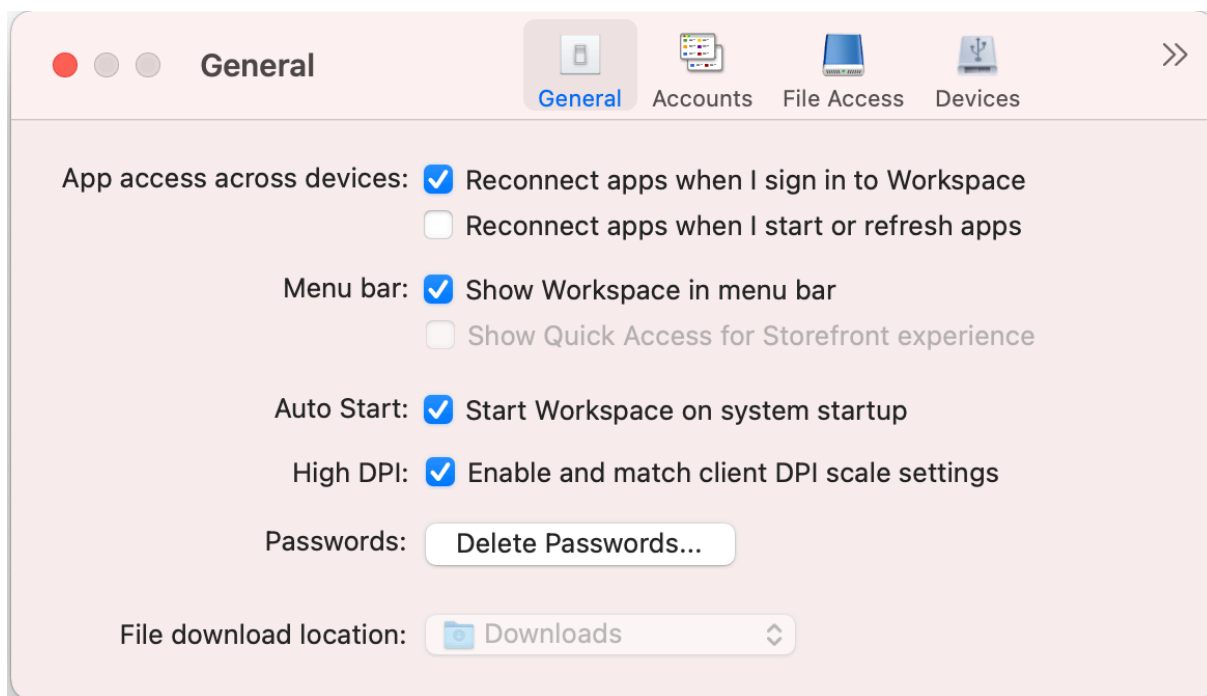 General
General Accounts File Access Devices
App access across devices: Reconnect apps when I sign in to Workspace
Reconnect apps when I start or refresh apps
Menu bar: Show Workspace in menu bar
Show Quick Access for Storefront experience
Auto Start: Start Workspace on system startup
High DPI: Enable and match client DPI scale settings
Passwords: Delete Passwords...
File download location: Downloads